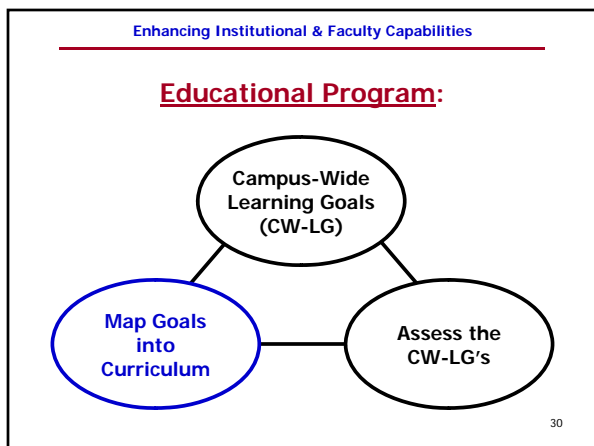 Enhancing Institutional & Faculty Capabilities
Educational Program:
Campus-Wide
Learning Goals
(CW-LG)
Map Goals
into
Curriculum
Assess the
CW-LG's
30